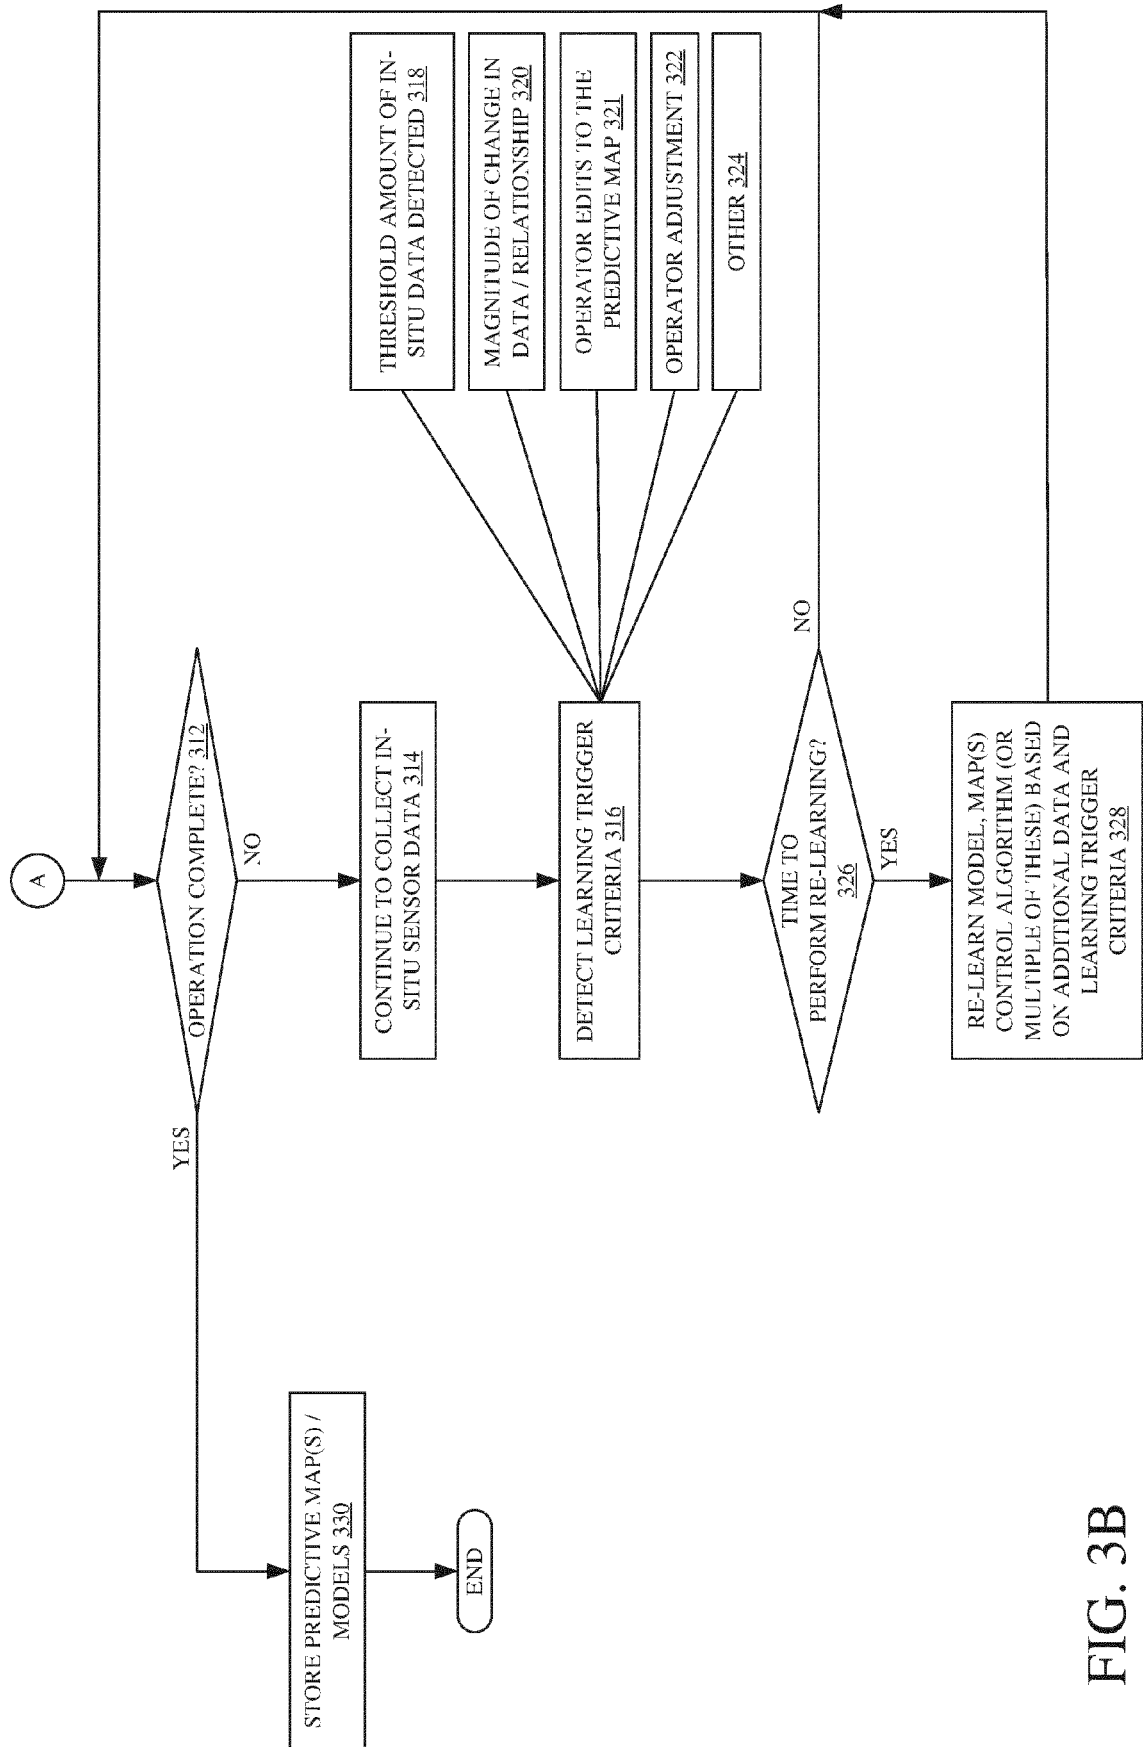 A
OPERATION COMPLETE? 312
YES
NO
STORE PREDICTIVE MAP(S) /
MODELS 330
END
CONTINUE TO COLLECT IN-
SITU SENSOR DATA 314
DETECT LEARNING TRIGGER
CRITERIA 316
THRESHOLD AMOUNT OF IN-
SITU DATA DETECTED 318
MAGNITUDE OF CHANGE IN
DATA / RELATIONSHIP 320
OPERATOR EDITS TO THE
PREDICTIVE MAP 321
OPERATOR ADJUSTMENT 322
OTHER 324
TIME TO
PERFORM RE-LEARNING?
326
NO
YES
RE-LEARN MODEL, MAP(S)
CONTROL ALGORITHM (OR
MULTIPLE OF THESE) BASED
ON ADDITIONAL DATA AND
LEARNING TRIGGER
CRITERIA 328
FIG. 3B